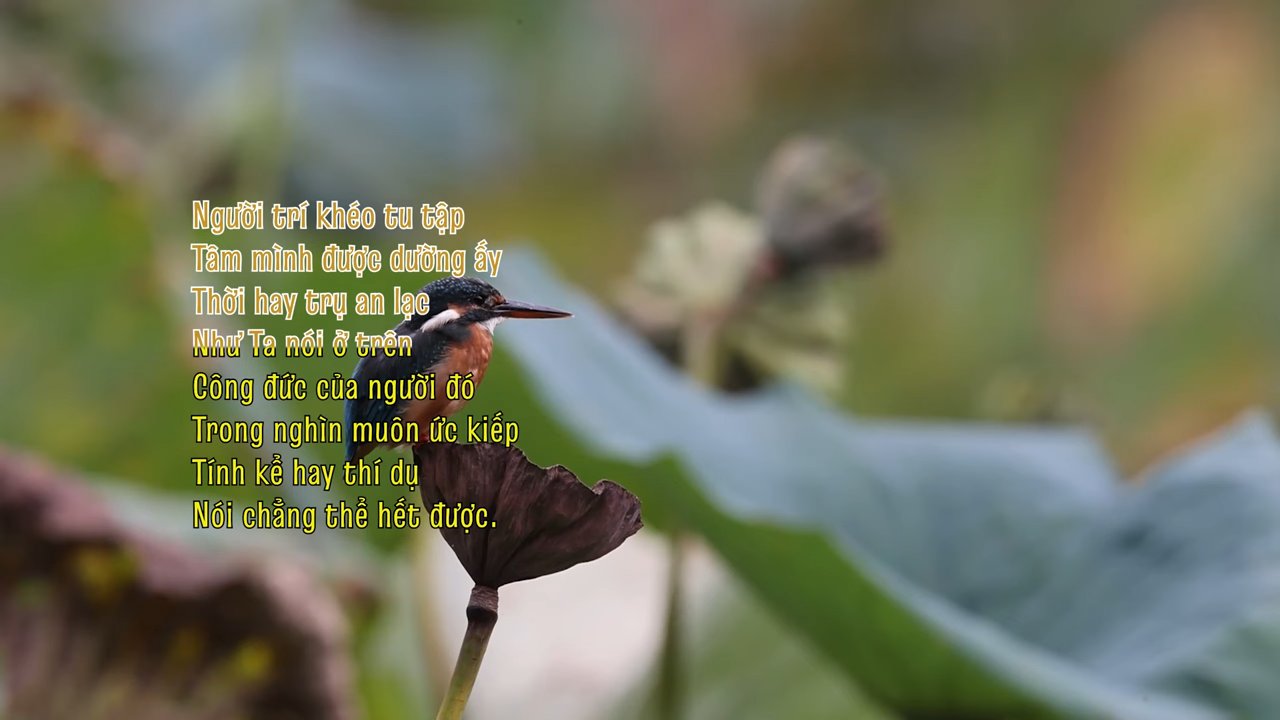 Người trí khéo tu tập
Tâm mình được dường ấy
Thời hay trụ an lạc
Như Ta nói ở trên
Công đức của người đó
Trong nghìn muôn ức kiếp
Tính kể hay thí dụ
Nói chẳng thể hết được.